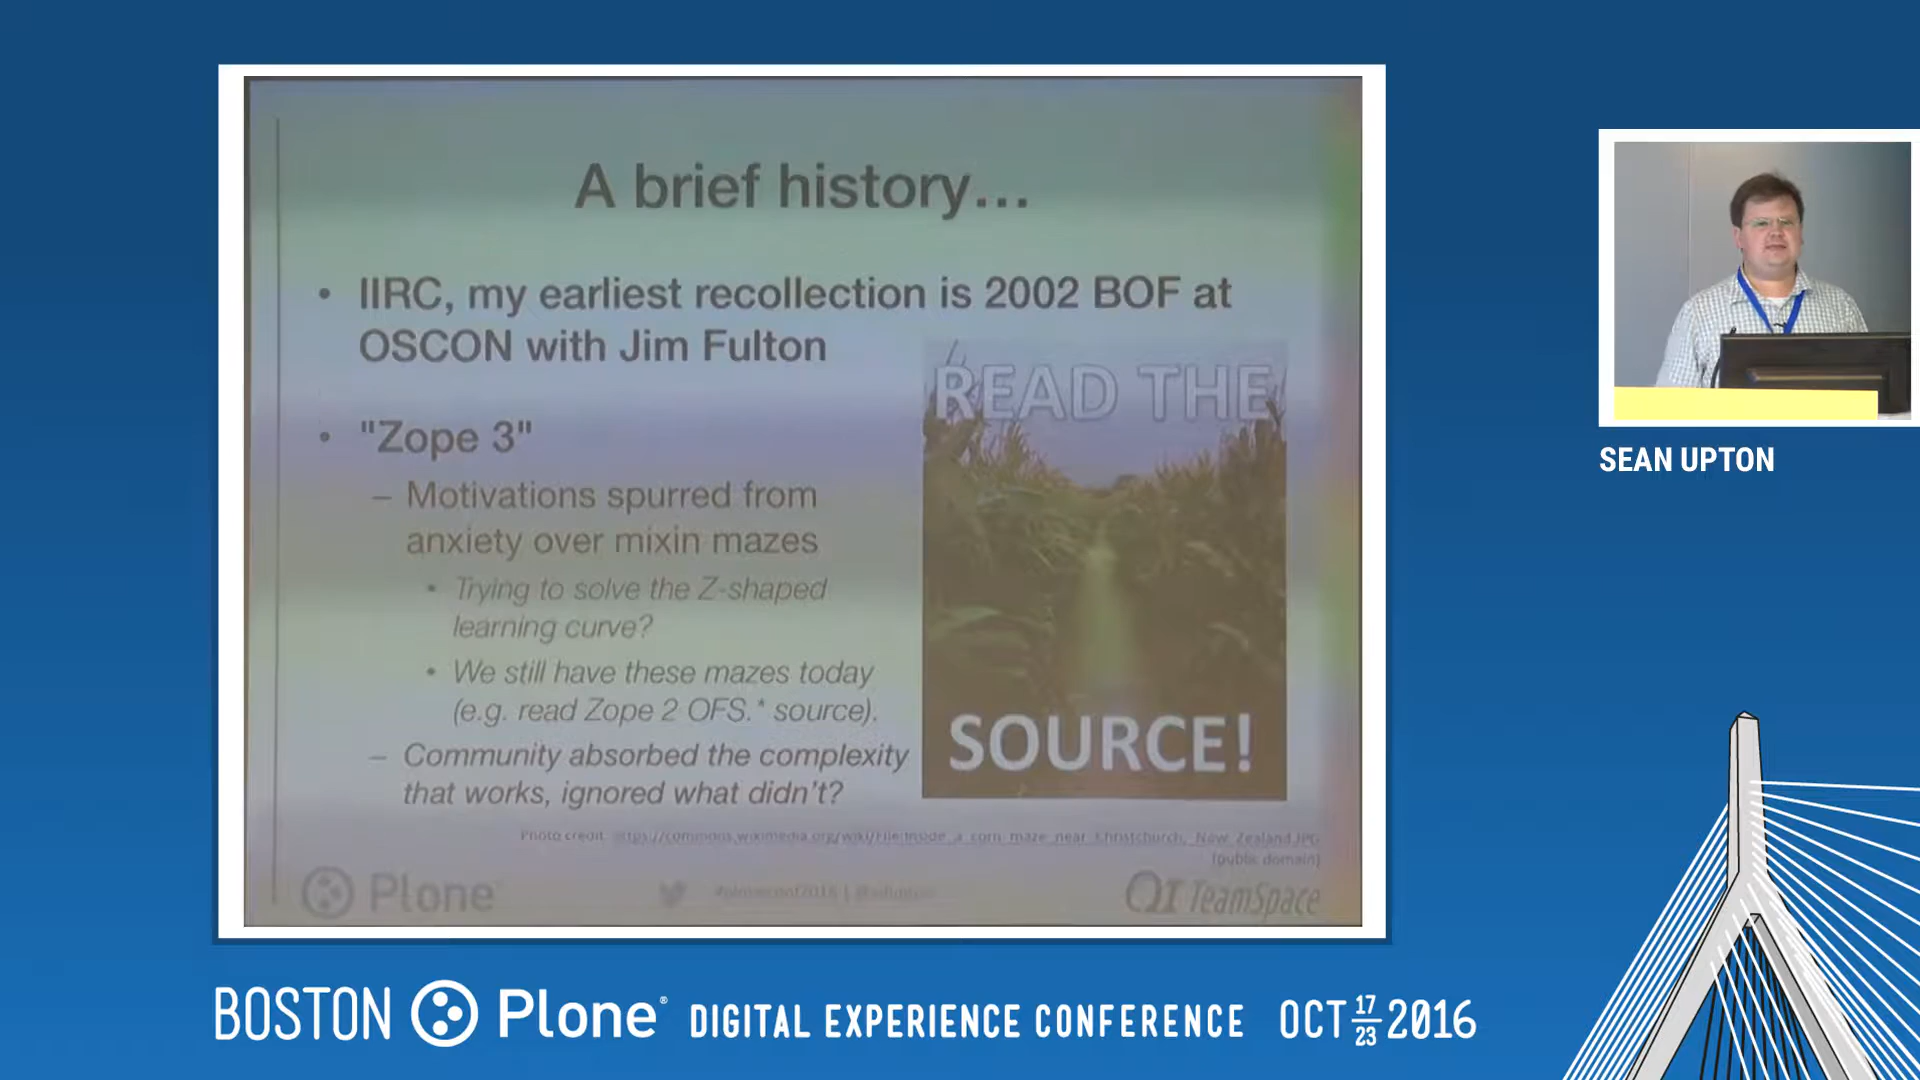 A brief history...
• IIRC, my earliest recollection is 2002 BOF at
OSCON with Jim Fulton
• "Zope 3"
– Motivations spurred from
anxiety over mixin mazes
• Trying to solve the Z-shaped
learning curve?
• We still have these mazes today
(e.g. read Zope 2 OFS.* source).
– Community absorbed the complexity
that works, ignored what didn't?
READ THE
SOURCE!
Photo credit: https://commons.wikimedia.org/wiki/File:Inside_a_corn_maze_near_Christchurch,_New_Zealand.JPG
(public domain)
Plone
#ploneconf2016 |
QI TeamSpace
SEAN UPTON
BOSTON Plone® DIGITAL EXPERIENCE CONFERENCE OCT 17 23 2016